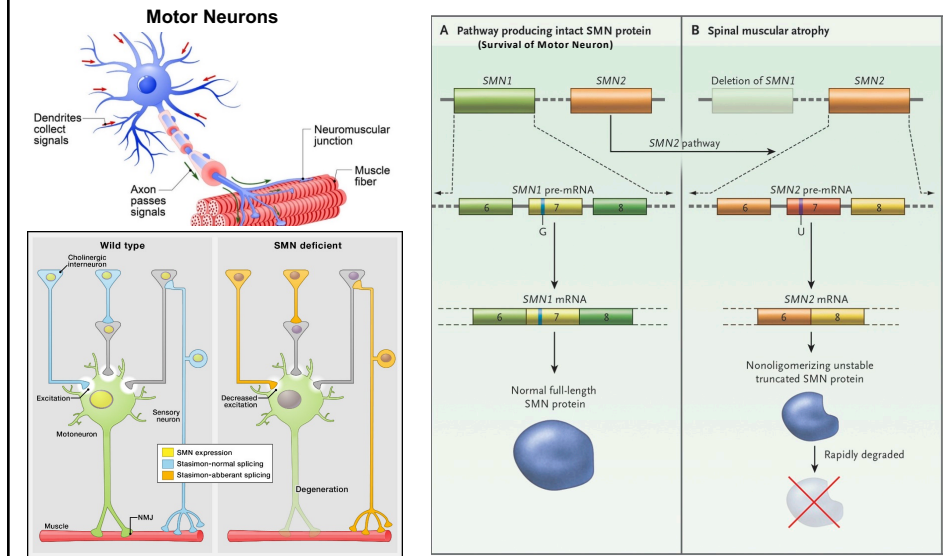 Motor Neurons
Dendrites
collect
signals
Axon
passes
signals
Neuromuscular
junction
Muscle
fiber
Wild type
Cholinergic
interneuron
Excitation
Motoneuron
Sensory
neuron
Muscle
NMJ
SMN deficient
Decreased
excitation
Degeneration
SMN expression
Stasimon-normal splicing
Stasimon-abberant splicing
A Pathway producing intact SMN protein
(Survival of Motor Neuron)
SMN1
SMN2
SMN2 pathway
SMN1 pre-mRNA
6 7 8
G
SMN1 mRNA
6 7 8
Normal full-length
SMN protein
B Spinal muscular atrophy
Deletion of SMN1
SMN2
SMN2 pre-mRNA
6 7 8
U
SMN2 mRNA
6 8
Nonoligomerizing unstable
truncated SMN protein
Rapidly degraded